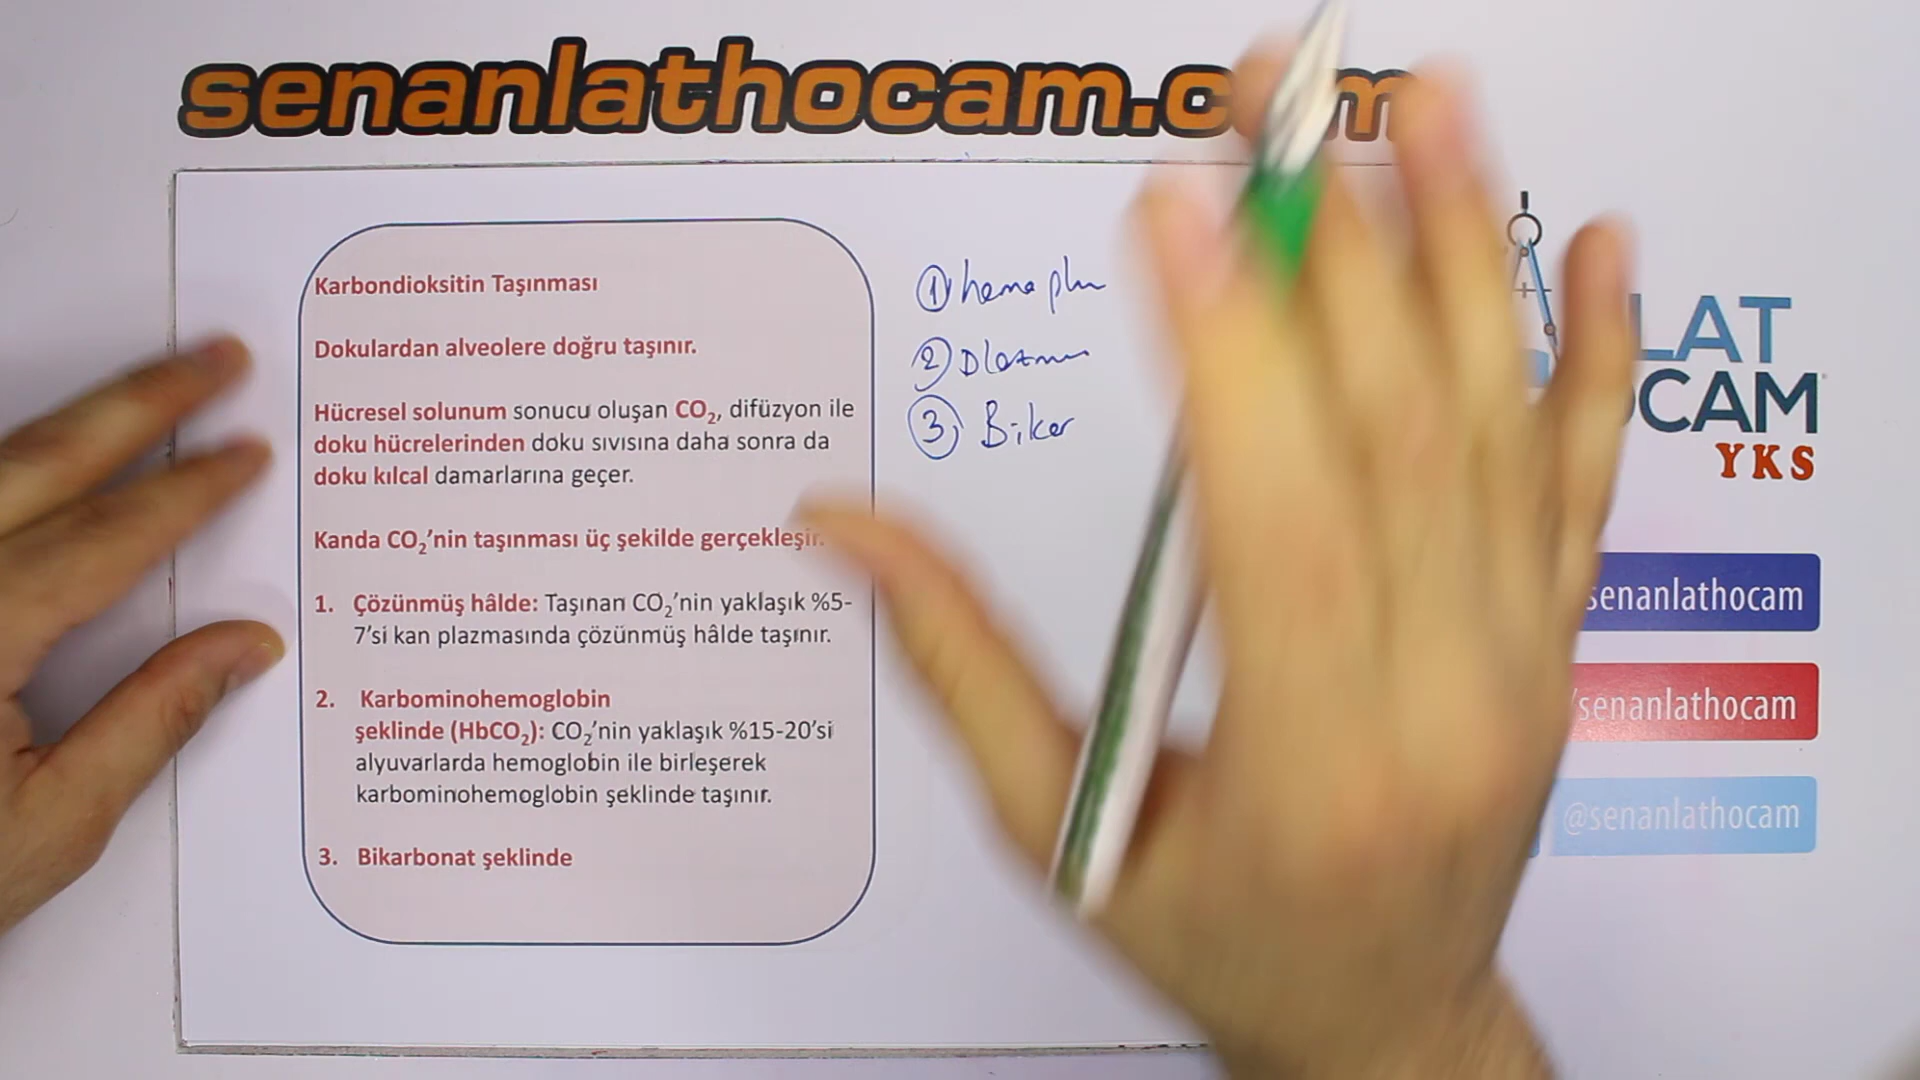 senanlathocam.com
Karbondioksitin Taşınması
Dokulardan alveolere doğru taşınır.
Hücresel solunum sonucu oluşan CO₂, difüzyon ile
doku hücrelerinden doku sıvısına daha sonra da
doku kılcal damarlarına geçer.
Kanda CO₂’nin taşınması üç şekilde gerçekleşir.
1. Çözünmüş hâlde: Taşınan CO₂’nin yaklaşık %5-
7’si kan plazmasında çözünmüş hâlde taşınır.
2. Karbominohemoglobin
şeklinde (HbCO₂): CO₂’nin yaklaşık %15-20’si
alyuvarlarda hemoglobin ile birleşerek
karbominohemoglobin şeklinde taşınır.
3. Bikarbonat şeklinde
1
2
3 Biker
LAT
OCAM
YKS
senanlathocam
/senanlathocam
@senanlathocam